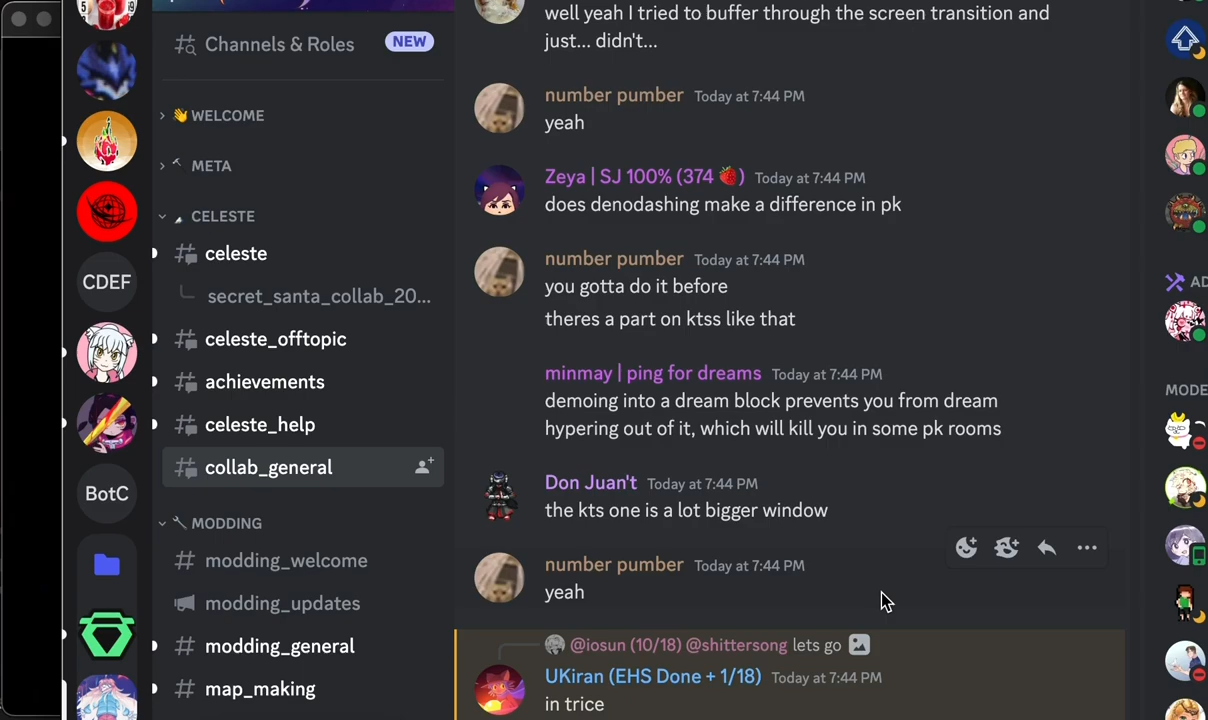 Channels & Roles
NEW
WELCOME
META
CELESTE
celeste
secret_santa_collab_20...
celeste_offtopic
achievements
celeste_help
collab_general
MODDING
modding_welcome
modding_updates
modding_general
map_making
CDEF
BotC
well yeah I tried to buffer through the screen transition and
just... didn't...
number pumber Today at 7:44 PM
yeah
Zeya | SJ 100% (374 🍓) Today at 7:44 PM
does denodashing make a difference in pk
number pumber Today at 7:44 PM
you gotta do it before
theres a part on ktss like that
minmay | ping for dreams Today at 7:44 PM
demoing into a dream block prevents you from dream
hypering out of it, which will kill you in some pk rooms
Don Juan't Today at 7:44 PM
the kts one is a lot bigger window
number pumber Today at 7:44 PM
yeah
@iosun (10/18) @shittersong lets go
UKiran (EHS Done + 1/18) Today at 7:44 PM
in trice
AD
MODE